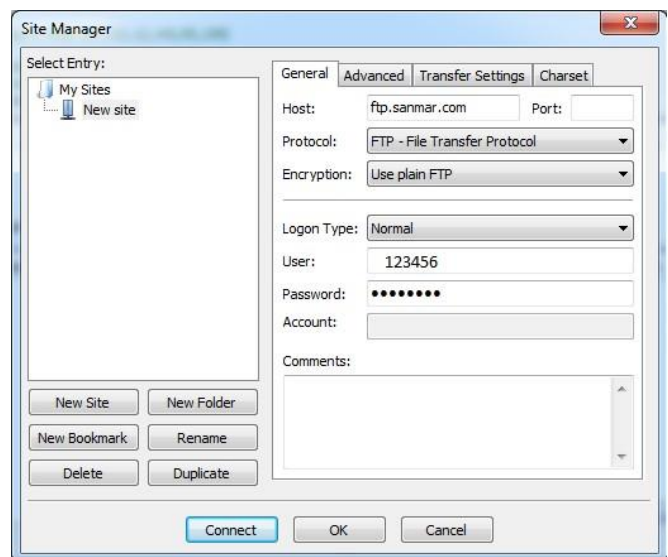 Site Manager
Select Entry:
My Sites
New site
New Site
New Folder
New Bookmark
Rename
Delete
Duplicate
General
Advanced
Transfer Settings
Charset
Host:
ftp.sanmar.com
Port:
Protocol:
FTP - File Transfer Protocol
Encryption:
Use plain FTP
Logon Type:
Normal
User:
123456
Password:
●●●●●●●●
Account:
Comments:
Connect
OK
Cancel